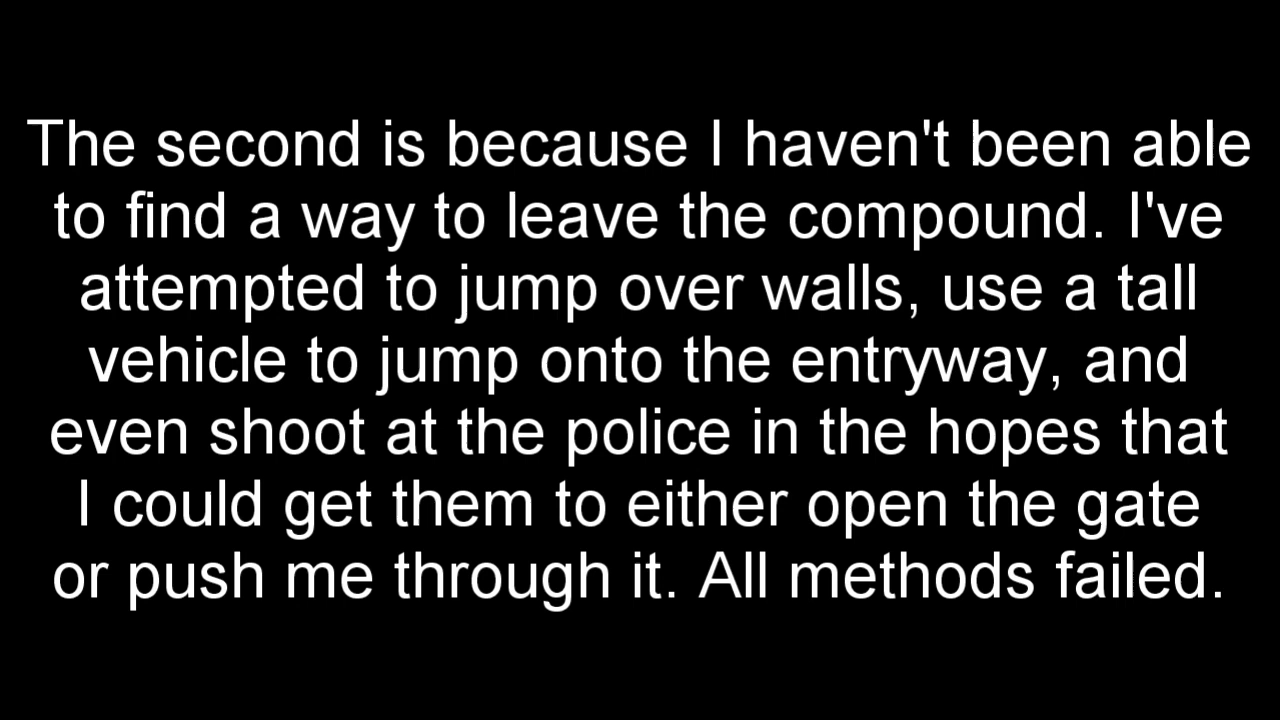 The second is because I haven't been able
to find a way to leave the compound. I've
attempted to jump over walls, use a tall
vehicle to jump onto the entryway, and
even shoot at the police in the hopes that
I could get them to either open the gate
or push me through it. All methods failed.